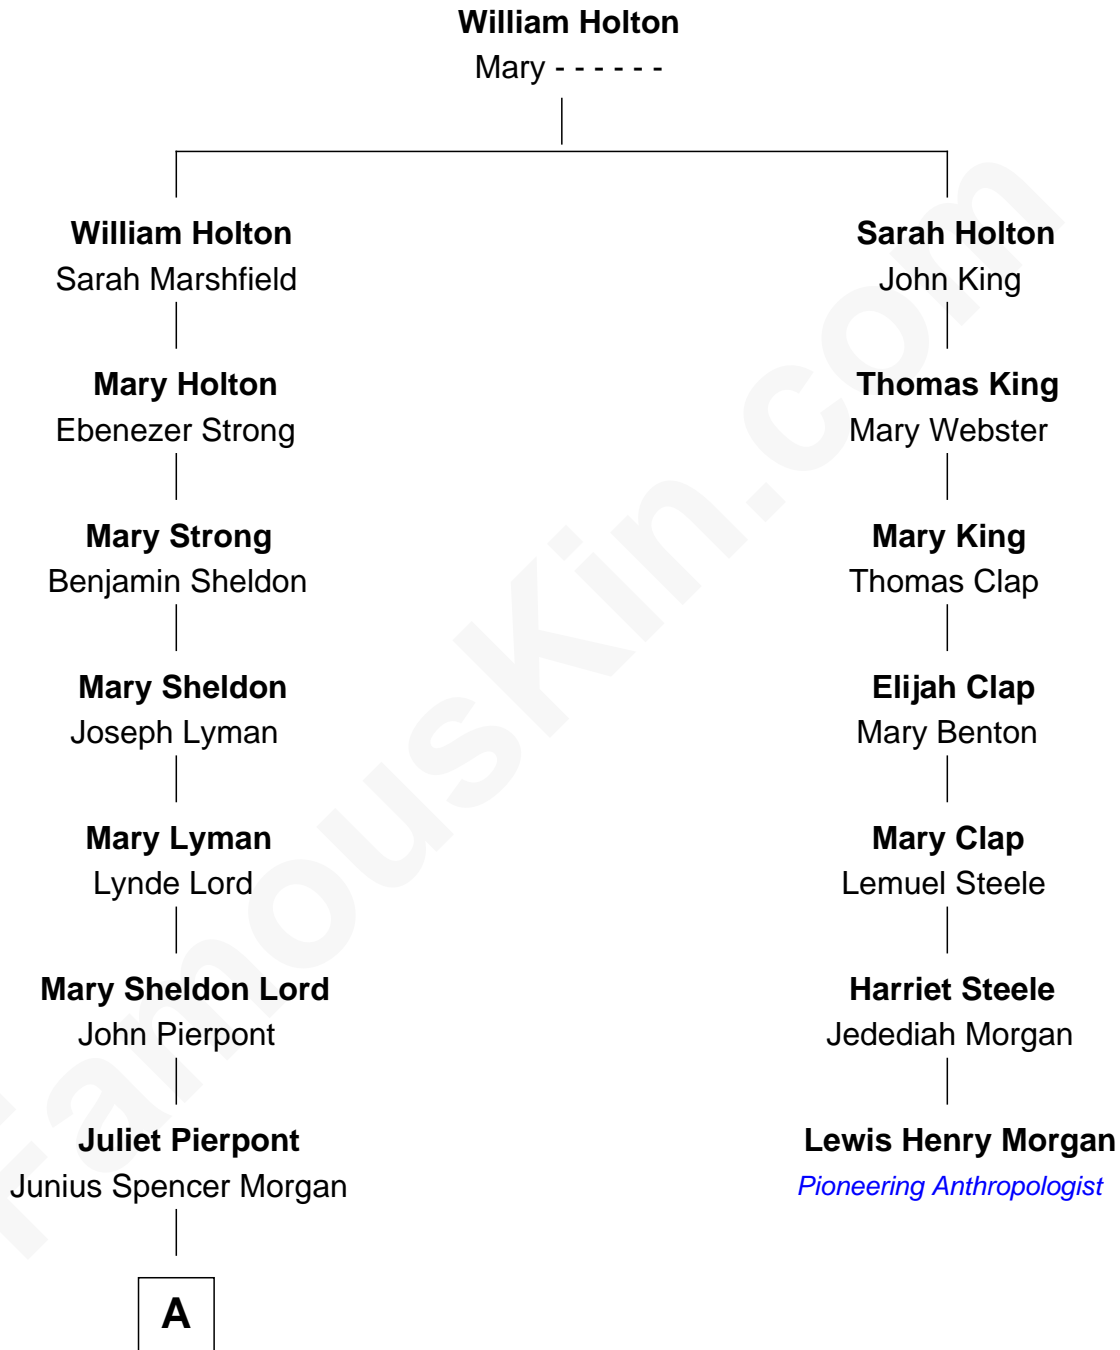 William Holton
Mary - - - - - -
William Holton
Sarah Marshfield
Sarah Holton
John King
Mary Holton
Ebenezer Strong
Thomas King
Mary Webster
Mary Strong
Benjamin Sheldon
Mary King
Thomas Clap
Mary Sheldon
Joseph Lyman
Elijah Clap
Mary Benton
Mary Lyman
Lynde Lord
Mary Clap
Lemuel Steele
Mary Sheldon Lord
John Pierpont
Harriet Steele
Jedediah Morgan
Juliet Pierpont
Junius Spencer Morgan
Lewis Henry Morgan
Pioneering Anthropologist
A
FamousKin.com